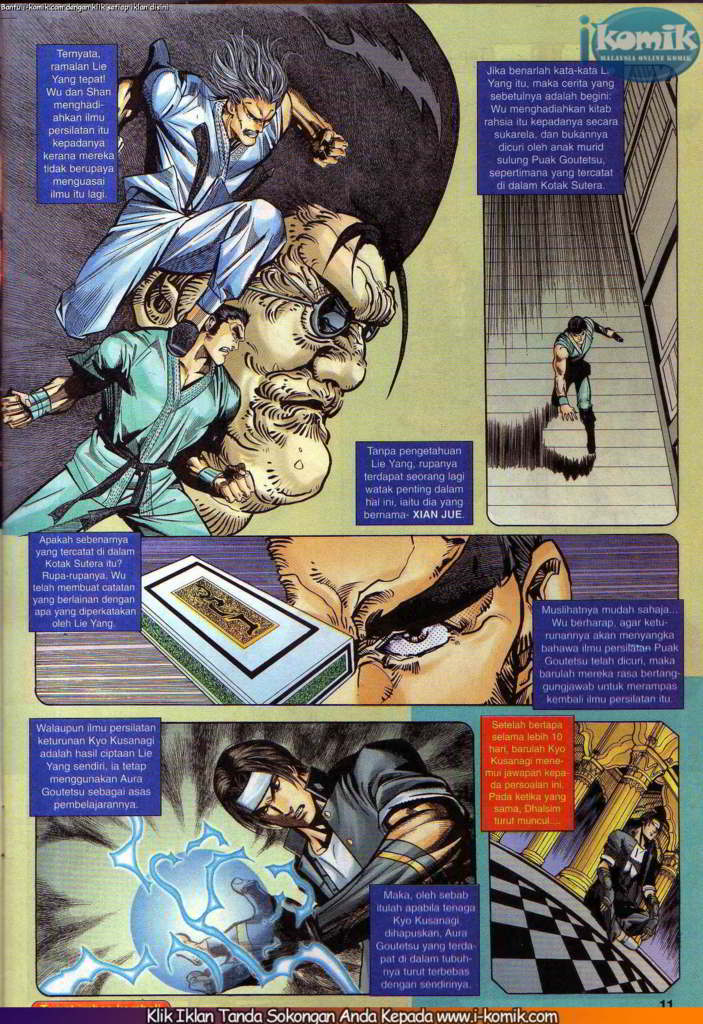 Bantu i-komik.com dengan klik setiap iklan disini
ikomik
MALAYSIA ONLINE KOMIK
Ternyata,
ramalan Lie
Yang tepat!
Wu dan Shan
menghadi-
ahkan ilmu
persilatan itu
kepadanya
kerana mereka
tidak berupaya
menguasai
ilmu itu lagi.
Jika benarlah kata-kata Lie
Yang itu, maka cerita yang
sebetulnya adalah begini:
Wu menghadiahkan kitab
rahsia itu kepadanya secara
sukarela, dan bukannya
dicuri oleh anak murid
sulung Puak Goutetsu,
sepertimana yang tercatat
di dalam Kotak Sutera.
Tanpa pengetahuan
Lie Yang, rupanya
terdapat seorang lagi
watak penting dalam
hal ini, iaitu dia yang
bernama- XIAN JUE.
Apakah sebenarnya
yang tercatat di dalam
Kotak Sutera itu?
Rupa-rupanya. Wu
telah membuat catatan
yang berlainan dengan
apa yang diperkatakan
oleh Lie Yang.
Muslihatnya mudah sahaja...
Wu berharap, agar ketu-
runannya akan menyangka
bahawa ilmu persilatan Puak
Goutetsu telah dicuri, maka
barulah mereka rasa bertang-
gungjawab untuk merampas
kembali ilmu persilatan itu.
Walaupun ilmu persilatan
keturunan Kyo Kusanagi
adalah hasil ciptaan Lie
Yang sendiri, ia tetap
menggunakan Aura
Goutetsu sebagai asas
pembelajarannya.
Maka, oleh sebab
itulah apabila tenaga
Kyo Kusanagi
dihapuskan, Aura
Goutetsu yang terda-
pat di dalam tubuh-
nya turut terbebas
dengan sendirinya.
Setelah bertapa
selama lebih 10
hari, barulah Kyo
Kusanagi mene-
mui jawapan kepa-
da persoalan ini.
Pada ketika yang
sama, Dhalsim
turut muncul....
11
Klik Iklan Tanda Sokongan Anda Kepada www.i-komik.com